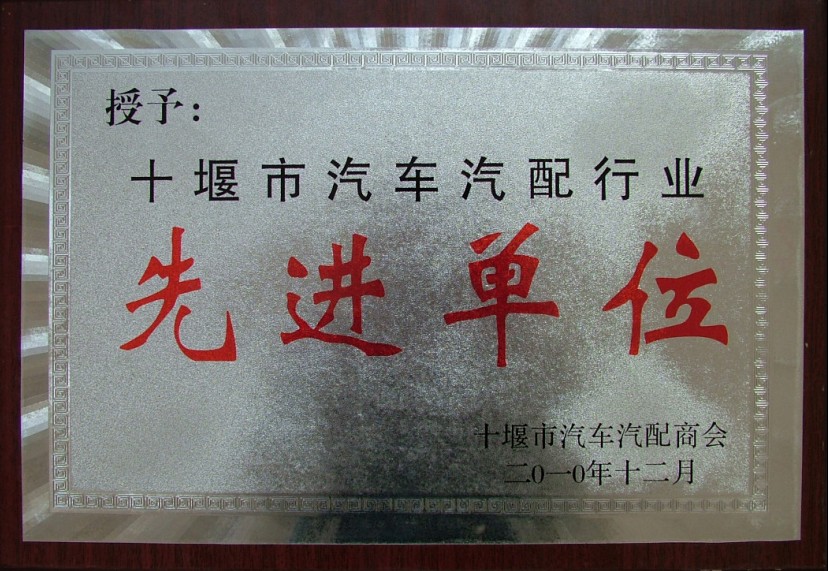 授予：
十堰市汽车汽配行业
先进单位
十堰市汽车汽配商会
二0一0年十二月